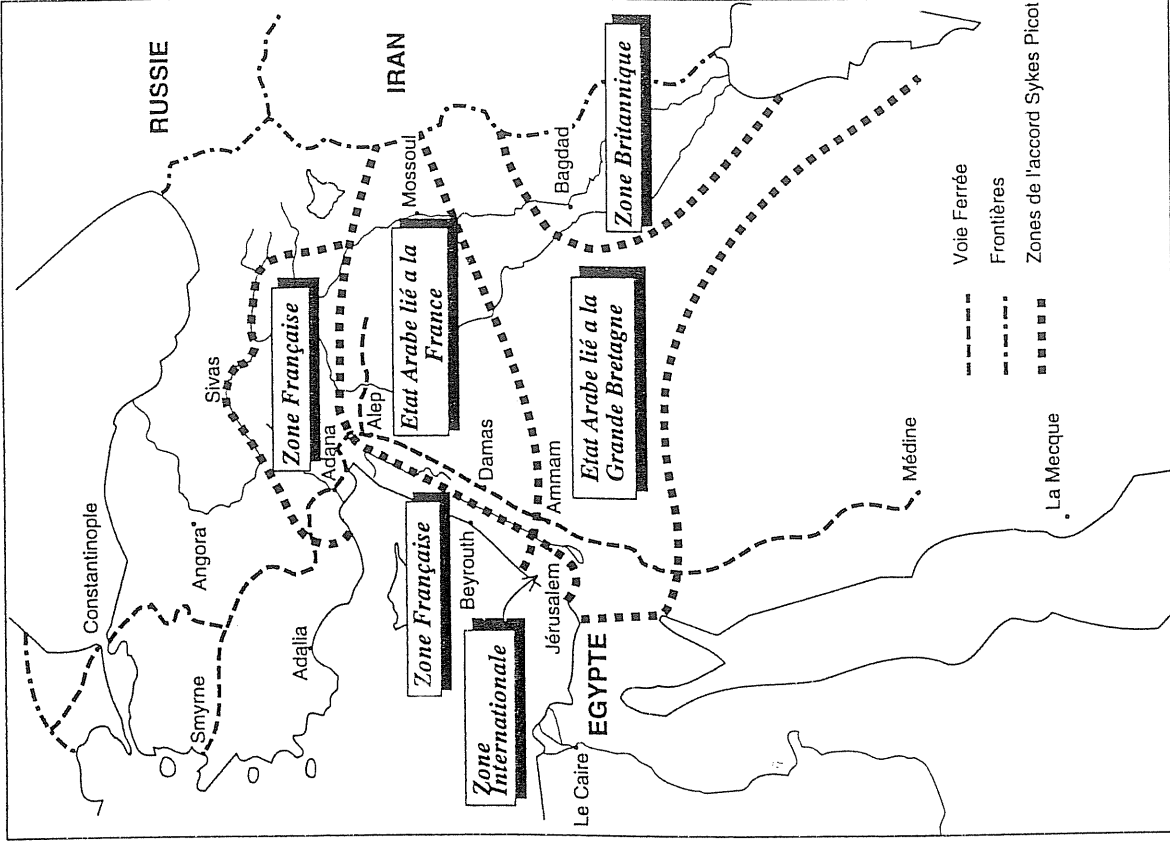 RUSSIE
Constantinople
Sivas
Angora
Zone Française
IRAN
Smyrne
Adalia
Adana
Alep
Mossoul
Etat Arabe lié a la
France
Zone Française
Beyrouth
Damas
Bagdad
Zone
Internationale
Jérusalem
Ammam
Etat Arabe lié a la
Grande Bretagne
Zone Britannique
Le Caire
EGYPTE
Médine
La Mecque
Voie Ferrée
Frontières
Zones de l'accord Sykes Picot